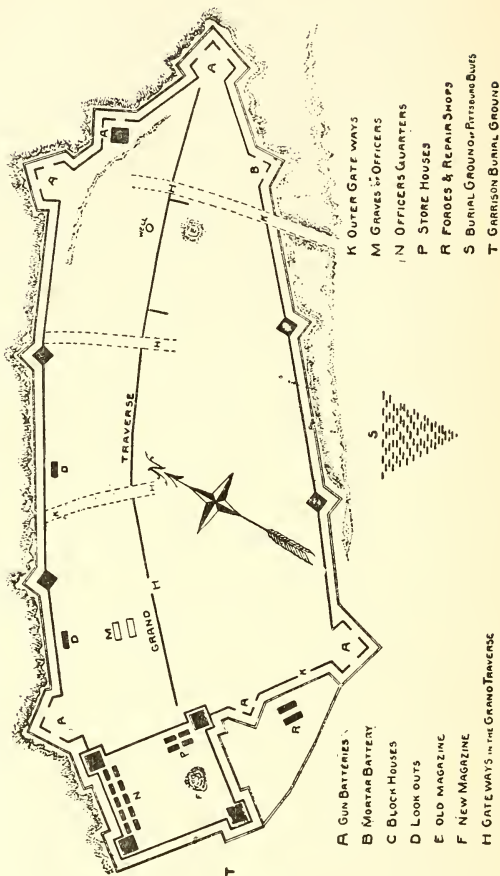 A
A
A
D
K
D
M
WELL
H
E
B
K
H
TRAVERSE
N
GRAND
H
A
N
P
F
A
K
A
R
T
S
A GUN BATTERIES
B MORTAR BATTERY
C BLOCK HOUSES
D LOOK OUTS
E OLD MAGAZINE
F NEW MAGAZINE
H GATEWAYS IN THE GRAND TRAVERSE
K OUTER GATE WAYS
M GRAVES OF OFFICERS
N OFFICERS QUARTERS
P STORE HOUSES
R FORGES & REPAIR SHOPS
S BURIAL GROUND OF PITTSBURG BLUES
T GARRISON BURIAL GROUND